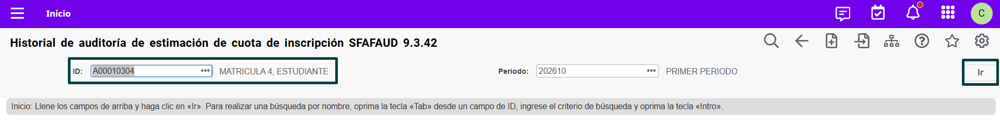 Inicio
C
Historial de auditoría de estimación de cuota de inscripción SFAFAUD 9.3.42
ID: A00010304 ••• MATRICULA 4, ESTUDIANTE Periodo: 202610 ••• PRIMER PERIODO Ir
Inicio: Llene los campos de arriba y haga clic en «Ir». Para realizar una búsqueda por nombre, oprima la tecla «Tab» desde un campo de ID, ingrese el criterio de búsqueda y oprima la tecla «Intro».